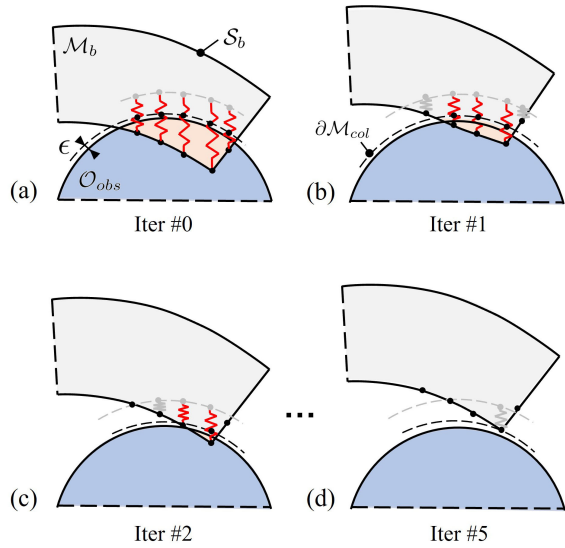 ℳ_b
𝒮_b
ϵ
𝒪_obs
(a)
Iter #0
∂ℳ_col
(b)
Iter #1
(c)
Iter #2
...
(d)
Iter #5